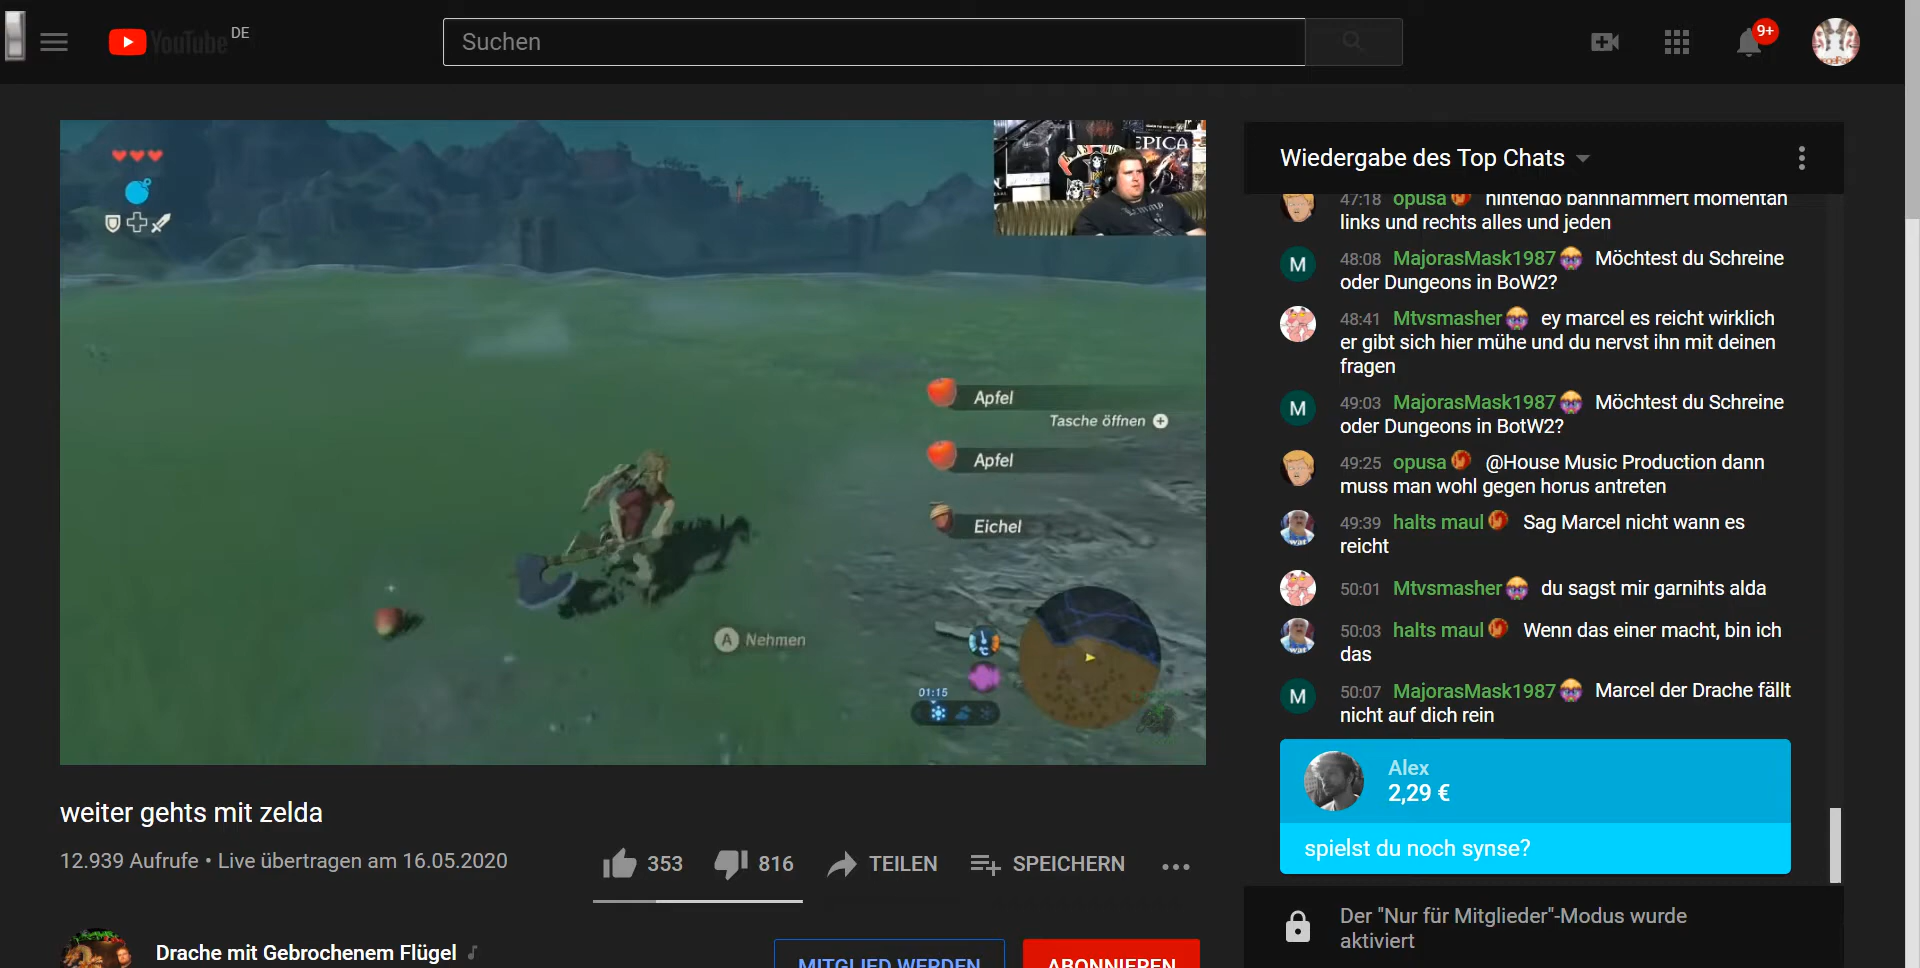 YouTube DE
Suchen
9+
EPICA
Apfel
Tasche öffnen
Apfel
Eichel
A Nehmen
°C
01:15
weiter gehts mit zelda
12.939 Aufrufe • Live übertragen am 16.05.2020
353
816
TEILEN
SPEICHERN
Drache mit Gebrochenem Flügel
MITGLIED WERDEN
ABONNIEREN
Wiedergabe des Top Chats
47:18 opusa nintendo bannhammert momentan
links und rechts alles und jeden
M
48:08 MajorasMask1987 Möchtest du Schreine
oder Dungeons in BoW2?
48:41 Mtvsmasher ey marcel es reicht wirklich
er gibt sich hier mühe und du nervst ihn mit deinen
fragen
M
49:03 MajorasMask1987 Möchtest du Schreine
oder Dungeons in BotW2?
49:25 opusa @House Music Production dann
muss man wohl gegen horus antreten
wat
49:39 halts maul Sag Marcel nicht wann es
reicht
50:01 Mtvsmasher du sagst mir garnihts alda
wat
50:03 halts maul Wenn das einer macht, bin ich
das
M
50:07 MajorasMask1987 Marcel der Drache fällt
nicht auf dich rein
Alex
2,29 €
spielst du noch synse?
Der "Nur für Mitglieder"-Modus wurde
aktiviert